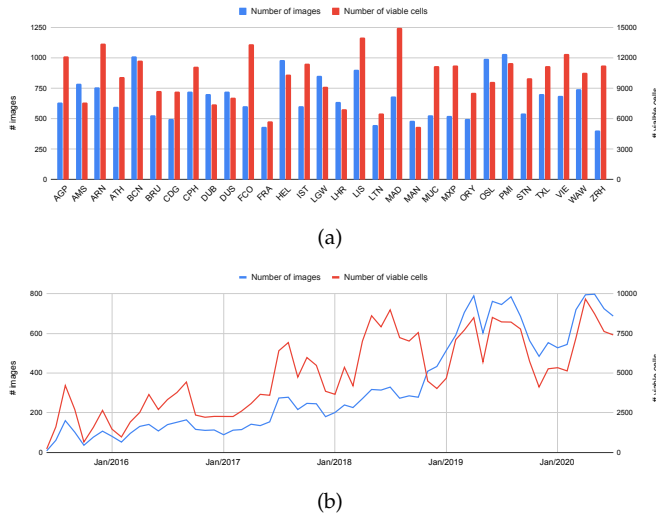 Number of images Number of viable cells
1250 15000
1000 12000
750 9000
500 6000
250 3000
0 0
# images
# viable cells
AGP AMS ARN ATH BCN BRU CDG CPH DUB DUS FCO FRA HEL IST LGW LHR LIS LTN MAD MAN MUC MXP ORY OSL PMI STN TXL VIE WAW ZRH
(a)
Number of images Number of viable cells
800 10000
600 7500
400 5000
200 2500
0 0
# images
# viable cells
Jan/2016 Jan/2017 Jan/2018 Jan/2019 Jan/2020
(b)